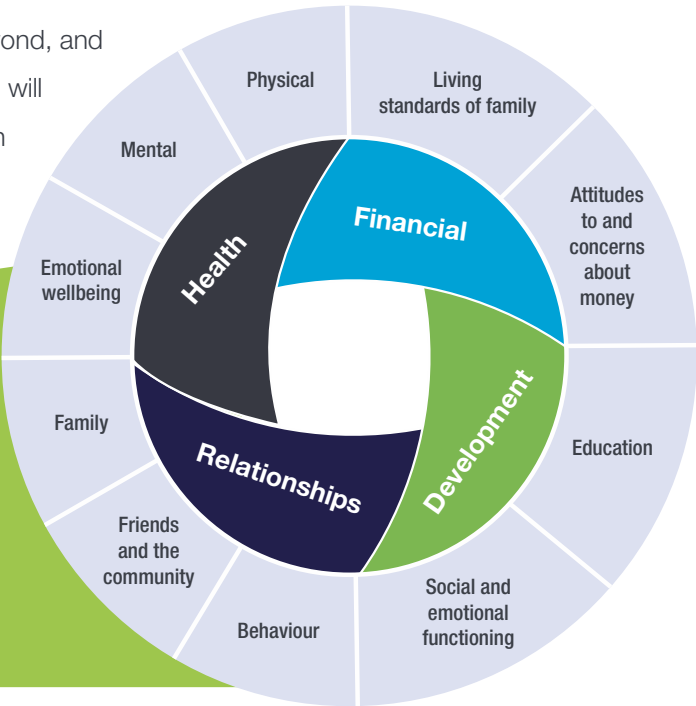 and
will
Physical
Living
standards of family
Mental
Attitudes
to and
concerns
about
money
Financial
Health
Emotional
wellbeing
Family
Education
Development
Relationships
Friends
and the
community
Social and
emotional
functioning
Behaviour